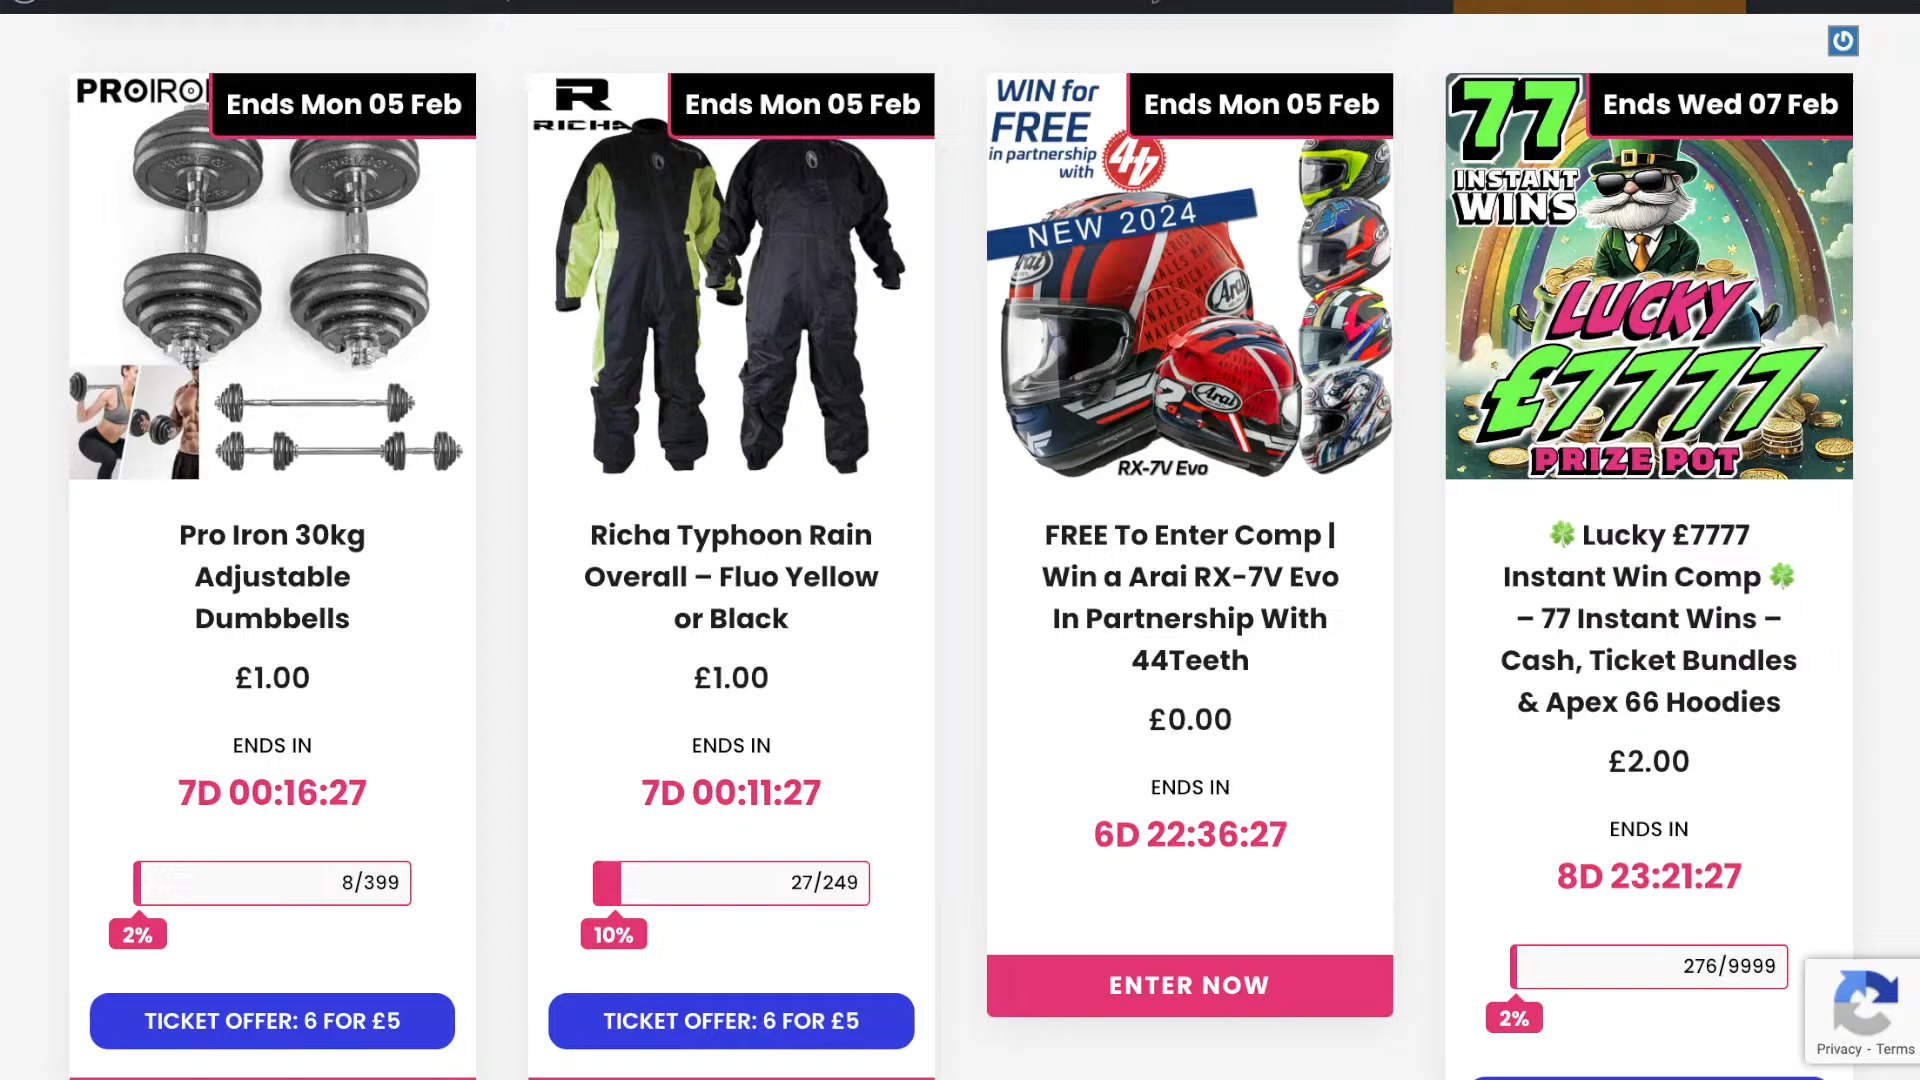 PROIRO
Ends Mon 05 Feb
PROIRON
Pro Iron 30kg
Adjustable
Dumbbells
£1.00
ENDS IN
7D 00:16:27
8/399
2%
TICKET OFFER: 6 FOR £5
R
RICHA
Ends Mon 05 Feb
Richa Typhoon Rain
Overall – Fluo Yellow
or Black
£1.00
ENDS IN
7D 00:11:27
27/249
10%
TICKET OFFER: 6 FOR £5
WIN for
FREE
in partnership
with
44
Ends Mon 05 Feb
NEW 2024
Arai
Arai
MAVERICK
Arai
RX-7V Evo
FREE To Enter Comp |
Win a Arai RX-7V Evo
In Partnership With
44Teeth
£0.00
ENDS IN
6D 22:36:27
ENTER NOW
77
INSTANT
WINS
Ends Wed 07 Feb
LUCKY
£7777
PRIZE POT
🍀 Lucky £7777
Instant Win Comp 🍀
– 77 Instant Wins –
Cash, Ticket Bundles
& Apex 66 Hoodies
£2.00
ENDS IN
8D 23:21:27
276/9999
2%
Privacy - Terms